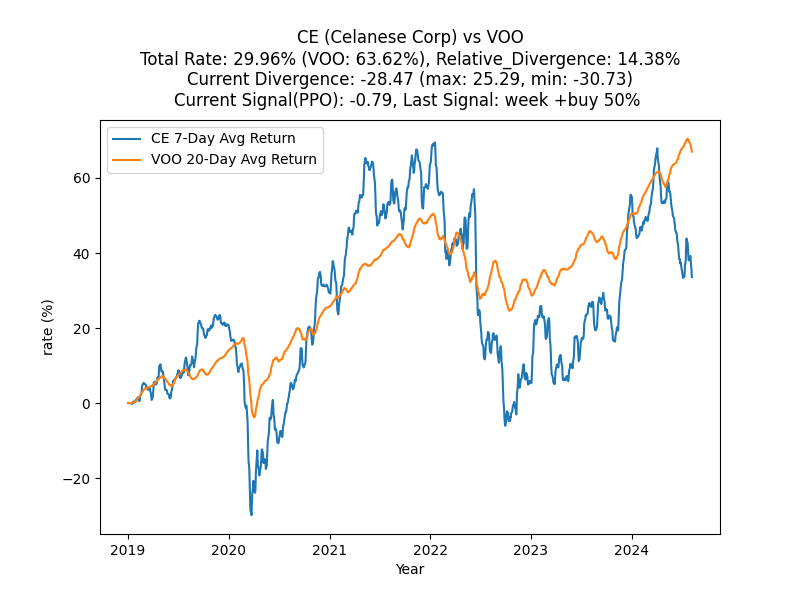 CE (Celanese Corp) vs VOO
Total Rate: 29.96% (VOO: 63.62%), Relative_Divergence: 14.38%
Current Divergence: -28.47 (max: 25.29, min: -30.73)
Current Signal(PPO): -0.79, Last Signal: week +buy 50%
CE 7-Day Avg Return
VOO 20-Day Avg Return
rate (%)
60
40
20
0
−20
2019 2020 2021 2022 2023 2024
Year